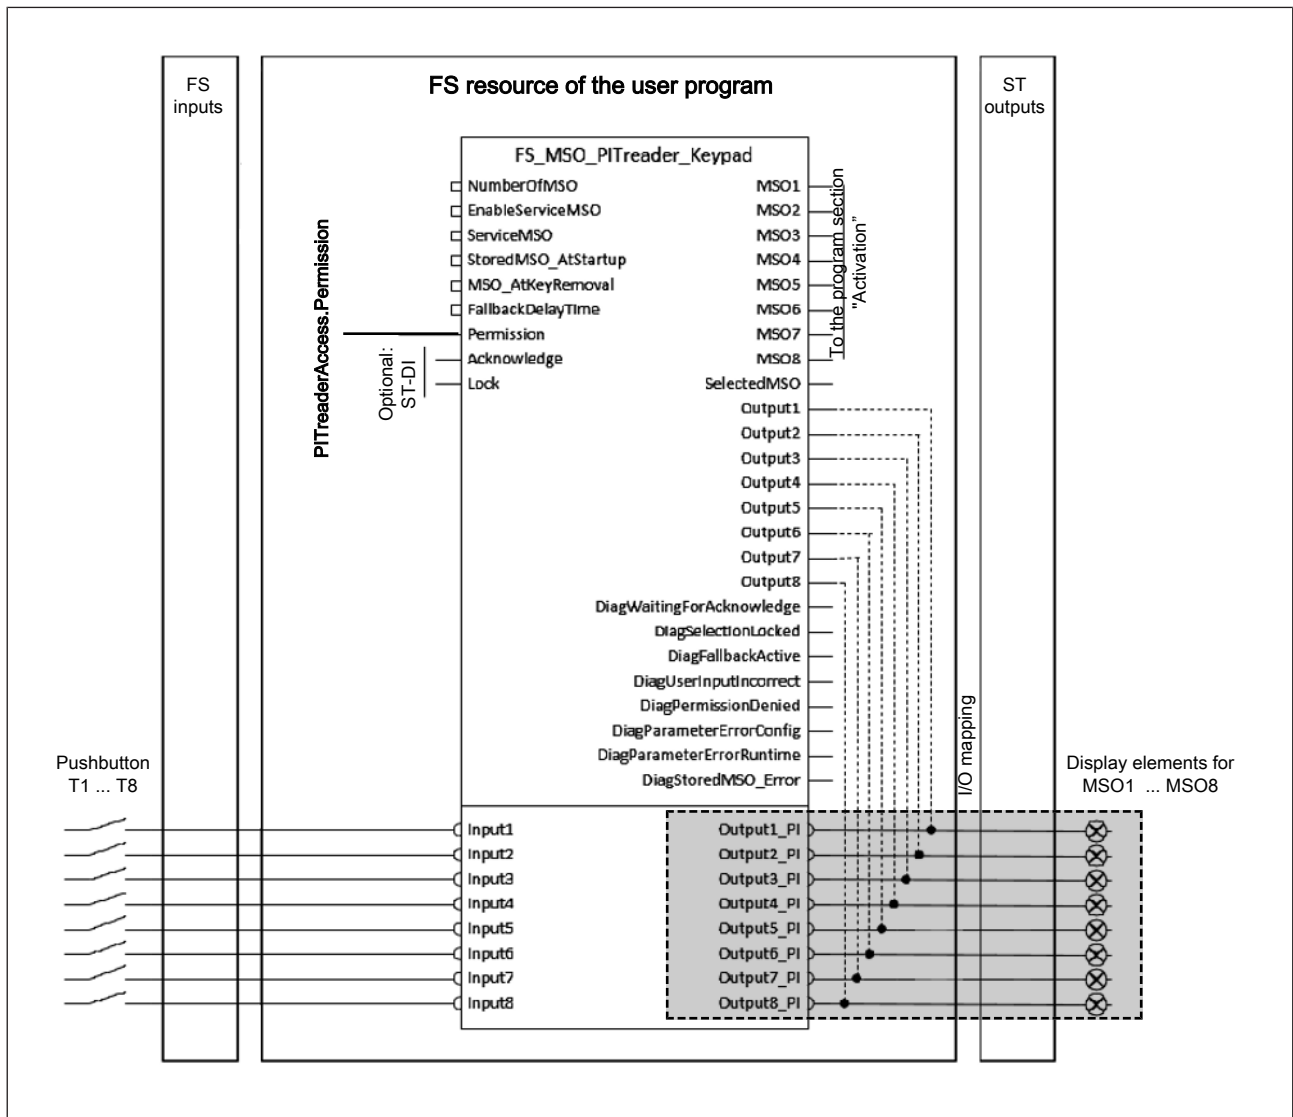 FS resource of the user program
FS
inputs
ST
outputs
FS_MSO_PITreader_Keypad
NumberOfMSO
EnableServiceMSO
ServiceMSO
StoredMSO_AtStartup
MSO_AtKeyRemoval
FallbackDelayTime
Permission
Acknowledge
Lock
PITreaderAccess.Permission
Optional:
ST-DI
MSO1
MSO2
MSO3
MSO4
MSO5
MSO6
MSO7
MSO8
To the program section
"Activation"
SelectedMSO
Output1
Output2
Output3
Output4
Output5
Output6
Output7
Output8
DiagWaitingForAcknowledge
DiagSelectionLocked
DiagFallbackActive
DiagUserInputIncorrect
DiagPermissionDenied
DiagParameterErrorConfig
DiagParameterErrorRuntime
DiagStoredMSO_Error
I/O mapping
Pushbutton
T1 ... T8
Display elements for
MSO1 ... MSO8
Input1
Input2
Input3
Input4
Input5
Input6
Input7
Input8
Output1_PI
Output2_PI
Output3_PI
Output4_PI
Output5_PI
Output6_PI
Output7_PI
Output8_PI